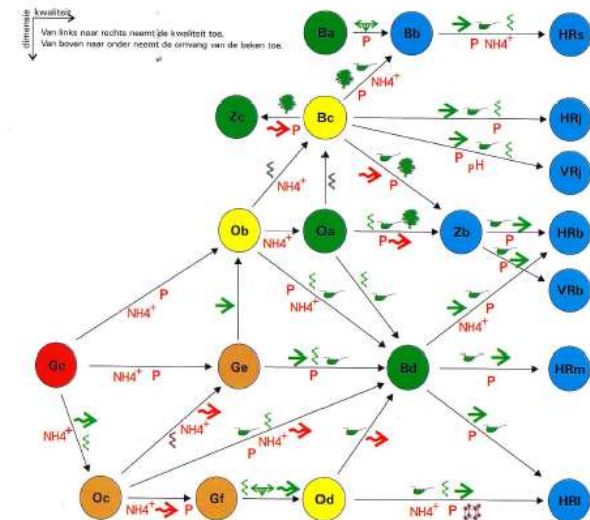 kwaliteit
dimensie
Van links naar rechts neemt de kwaliteit toe.
Van boven naar onder neemt de omvang van de beken toe.
Ba
P
Bb
P NH4+
HRs
P NH4+
Zc
P
Bc
P
HRj
P pH
VRj
NH4+
P
Ob
NH4+
Oa
P
Zb
P
HRb
P
VRb
NH4+ P
P NH4+
P NH4+
Gc
NH4+ P
Ge
P
Bd
P
HRm
NH4+
NH4+
NH4+
P
P
Oc
NH4+ P
Gf
Od
NH4+ P
HRl